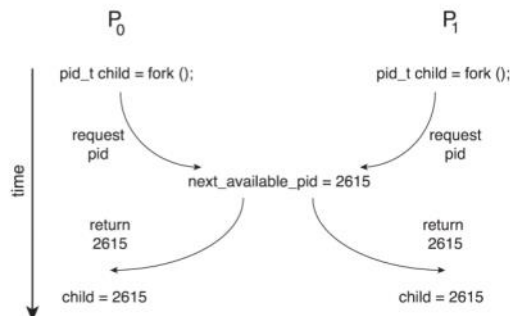 P0 P1
pid_t child = fork (); pid_t child = fork ();
request request
pid pid
time
next_available_pid = 2615
return return
2615 2615
child = 2615 child = 2615